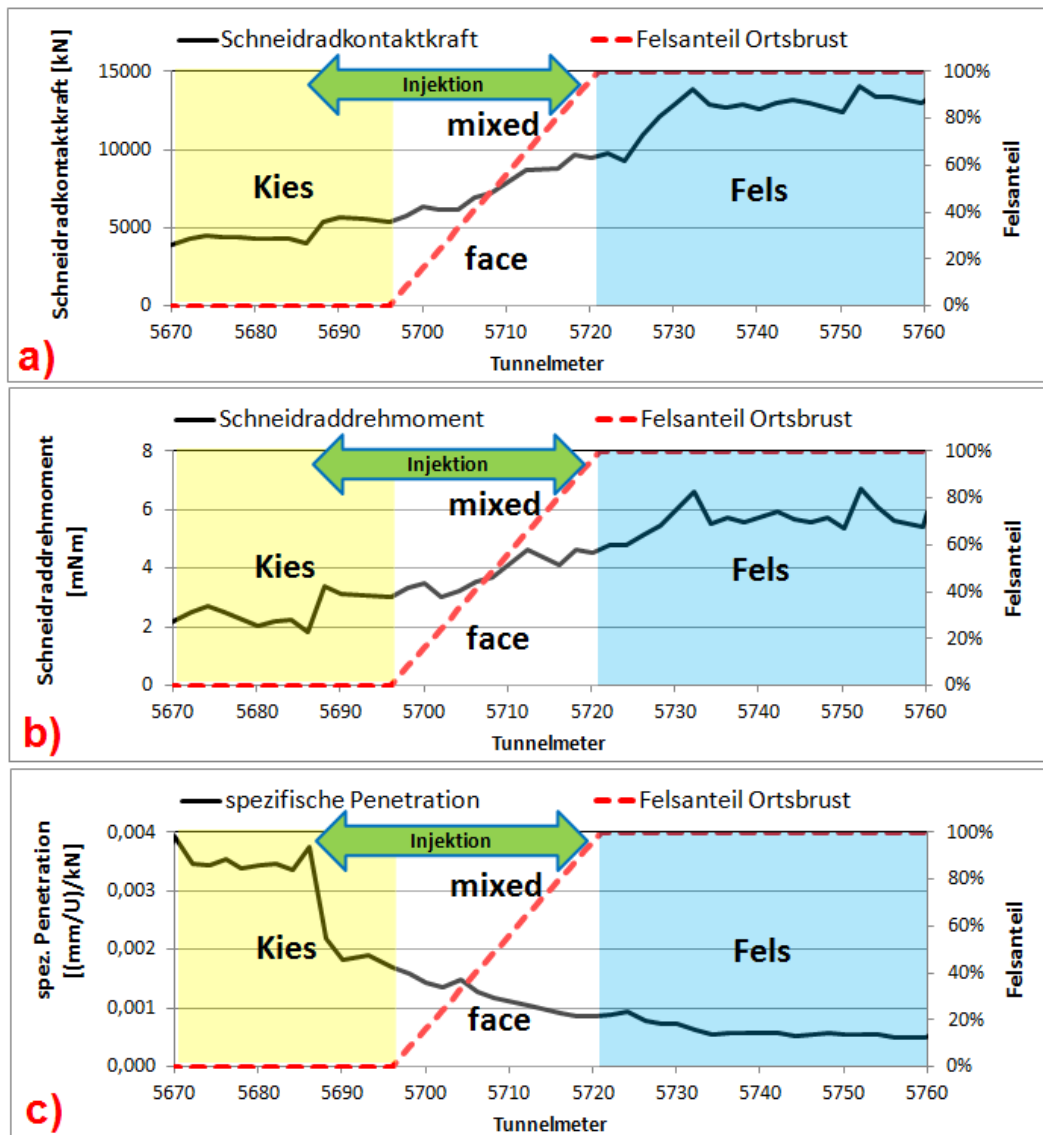 Schneidradkontaktkraft Felsanteil Ortsbrust
Schneidradkontaktkraft [kN]
15000
10000
5000
0
Injektion
mixed
Kies
Fels
face
100%
80%
60%
40%
20%
0%
Felsanteil
5670 5680 5690 5700 5710 5720 5730 5740 5750 5760
Tunnelmeter
a)
Schneidraddrehmoment Felsanteil Ortsbrust
Schneidraddrehmoment
[mNm]
8
6
4
2
0
Injektion
mixed
Kies
Fels
face
100%
80%
60%
40%
20%
0%
Felsanteil
5670 5680 5690 5700 5710 5720 5730 5740 5750 5760
Tunnelmeter
b)
spezifische Penetration Felsanteil Ortsbrust
spez. Penetration
[(mm/U)/kN]
0,004
0,003
0,002
0,001
0,000
Injektion
mixed
Kies
Fels
face
100%
80%
60%
40%
20%
0%
Felsanteil
5670 5680 5690 5700 5710 5720 5730 5740 5750 5760
Tunnelmeter
c)